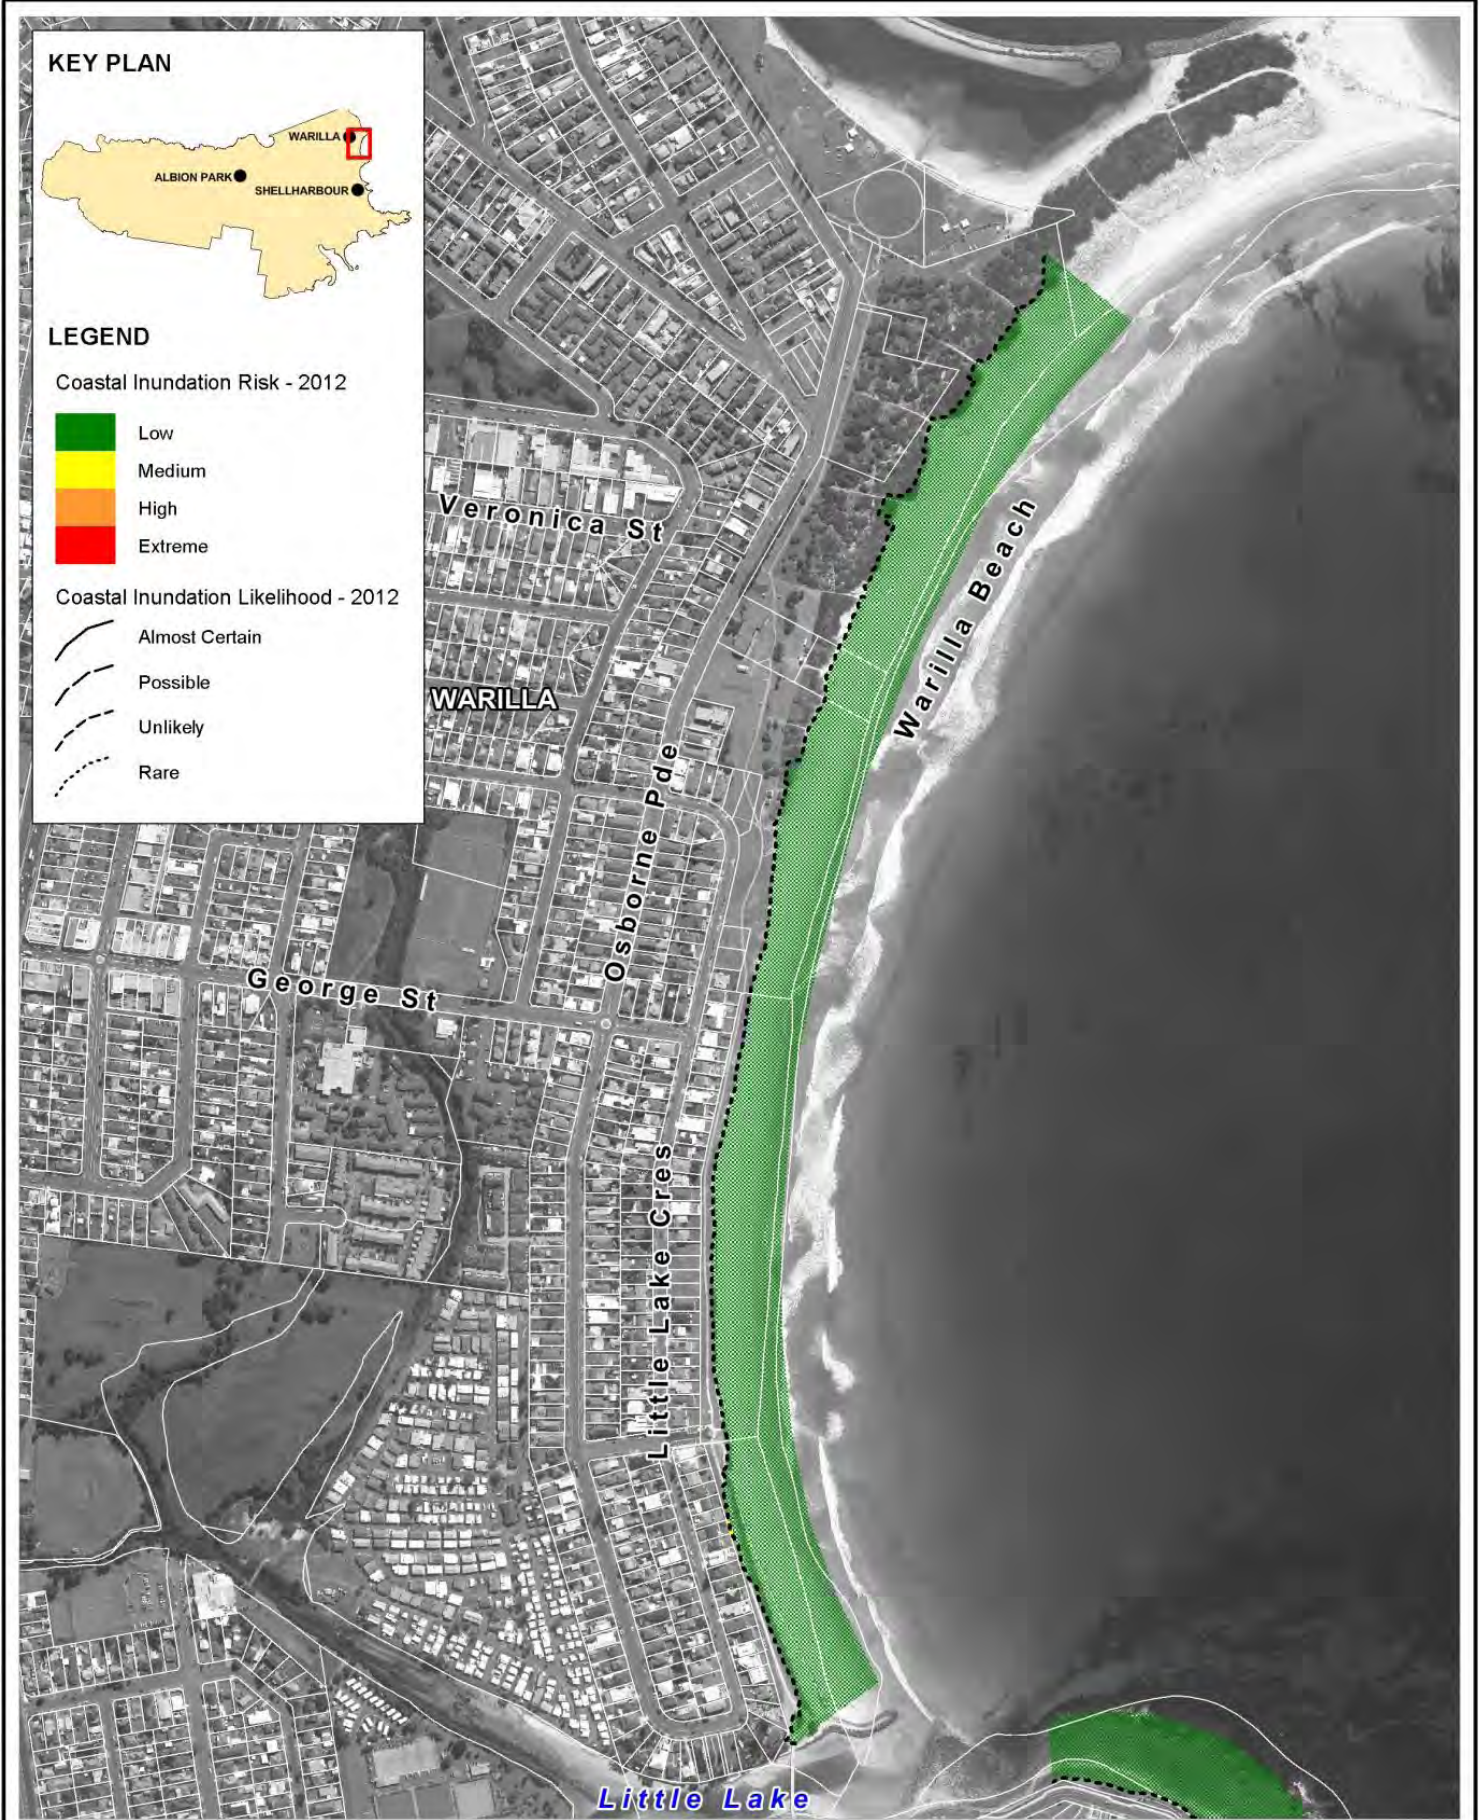 KEY PLAN
WARILLA
ALBION PARK
SHELLHARBOUR
LEGEND
Coastal Inundation Risk - 2012
Low
Medium
High
Extreme
Coastal Inundation Likelihood - 2012
Almost Certain
Possible
Unlikely
Rare
Veronica St
Warilla Beach
WARILLA
Osborne Pde
George St
Little Lake Cres
Little Lake